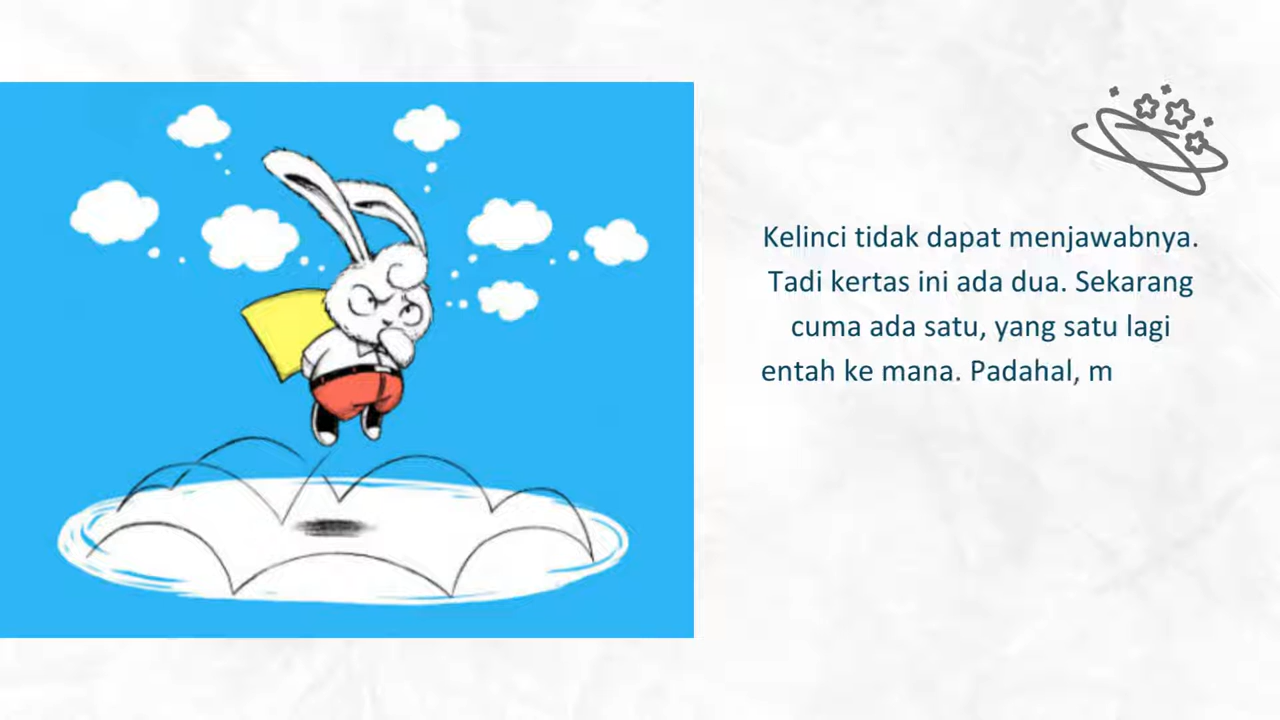 Kelinci tidak dapat menjawabnya.
Tadi kertas ini ada dua. Sekarang
cuma ada satu, yang satu lagi
entah ke mana. Padahal, m